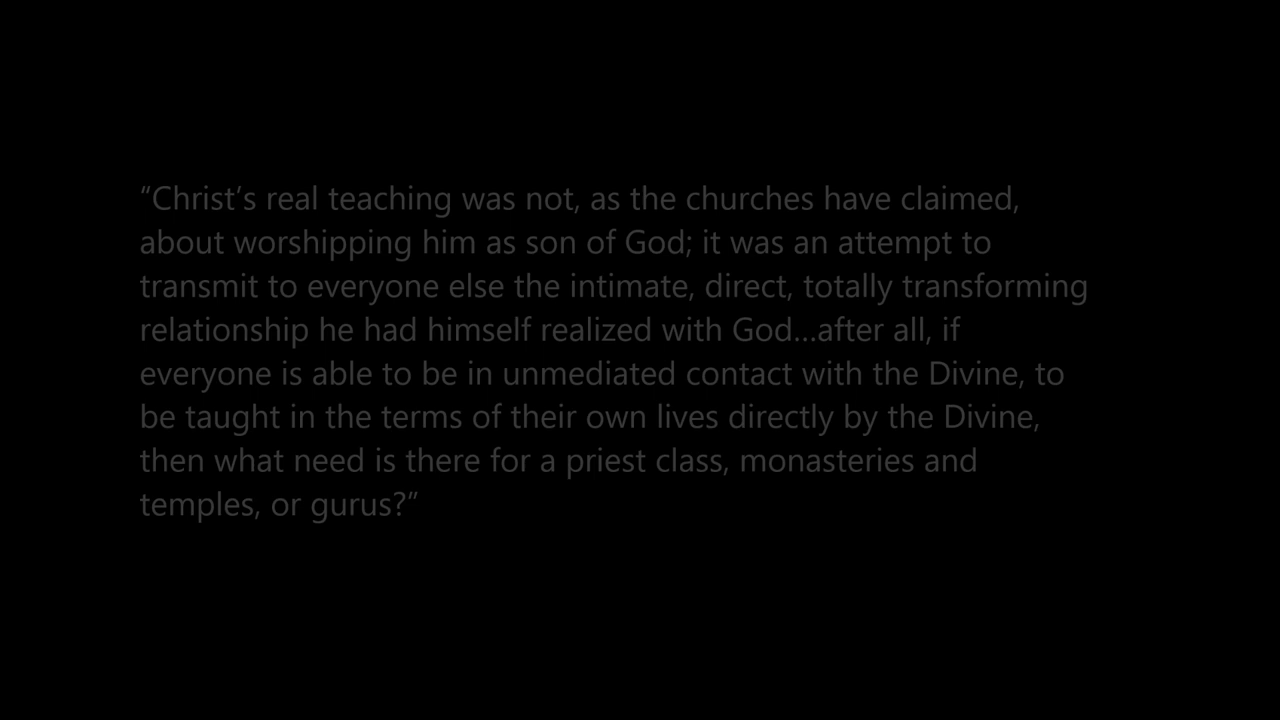 “Christ’s real teaching was not, as the churches have claimed,
about worshipping him as son of God; it was an attempt to
transmit to everyone else the intimate, direct, totally transforming
relationship he had himself realized with God…after all, if
everyone is able to be in unmediated contact with the Divine, to
be taught in the terms of their own lives directly by the Divine,
then what need is there for a priest class, monasteries and
temples, or gurus?”